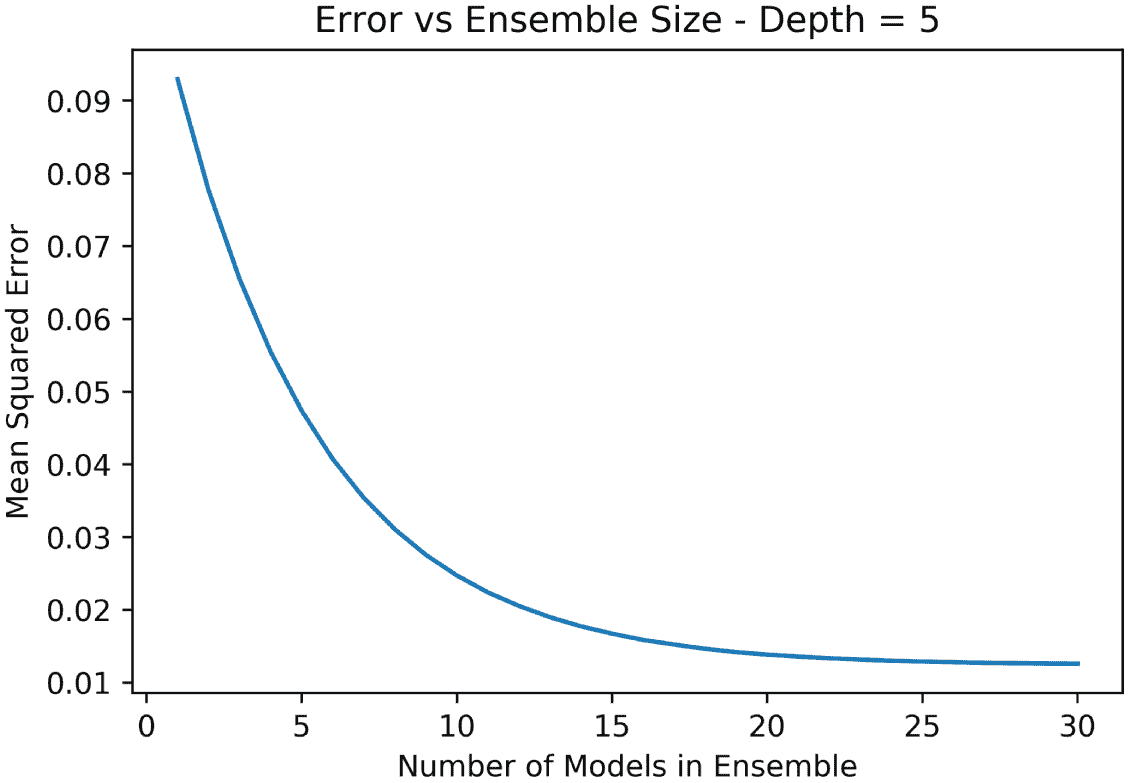 Error vs Ensemble Size - Depth = 5
Mean Squared Error
0.09
0.08
0.07
0.06
0.05
0.04
0.03
0.02
0.01
0 5 10 15 20 25 30
Number of Models in Ensemble